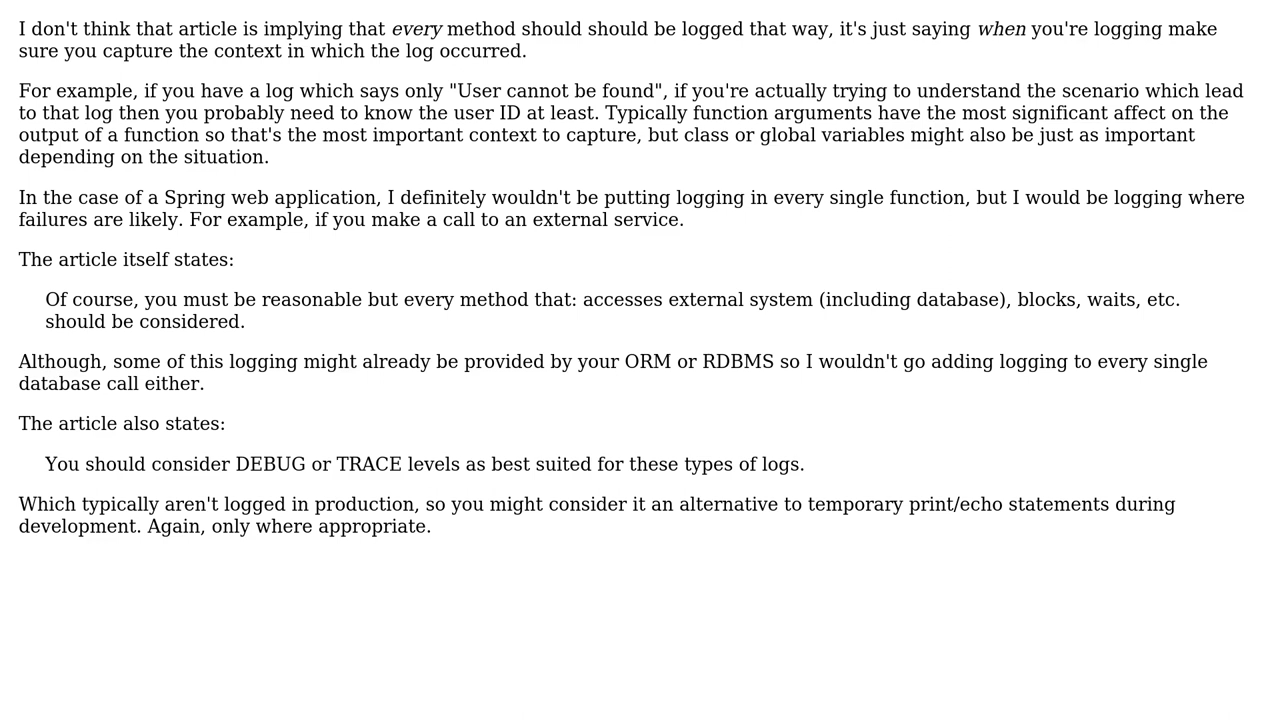 I don't think that article is implying that every method should should be logged that way, it's just saying when you're logging make
sure you capture the context in which the log occurred.
For example, if you have a log which says only "User cannot be found", if you're actually trying to understand the scenario which lead
to that log then you probably need to know the user ID at least. Typically function arguments have the most significant affect on the
output of a function so that's the most important context to capture, but class or global variables might also be just as important
depending on the situation.
In the case of a Spring web application, I definitely wouldn't be putting logging in every single function, but I would be logging where
failures are likely. For example, if you make a call to an external service.
The article itself states:
Of course, you must be reasonable but every method that: accesses external system (including database), blocks, waits, etc.
should be considered.
Although, some of this logging might already be provided by your ORM or RDBMS so I wouldn't go adding logging to every single
database call either.
The article also states:
You should consider DEBUG or TRACE levels as best suited for these types of logs.
Which typically aren't logged in production, so you might consider it an alternative to temporary print/echo statements during
development. Again, only where appropriate.